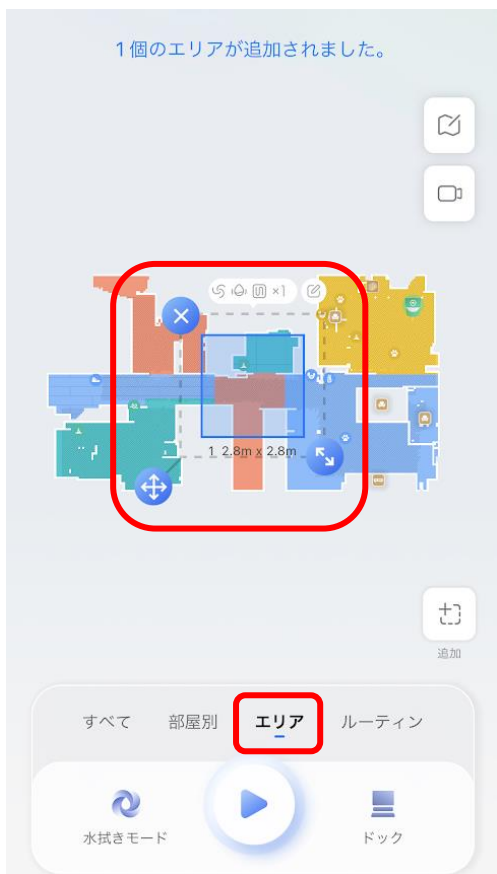 1個のエリアが追加されました。
×1
1 2.8m x 2.8m
追加
すべて 部屋別 エリア ルーティン
水拭きモード ドック